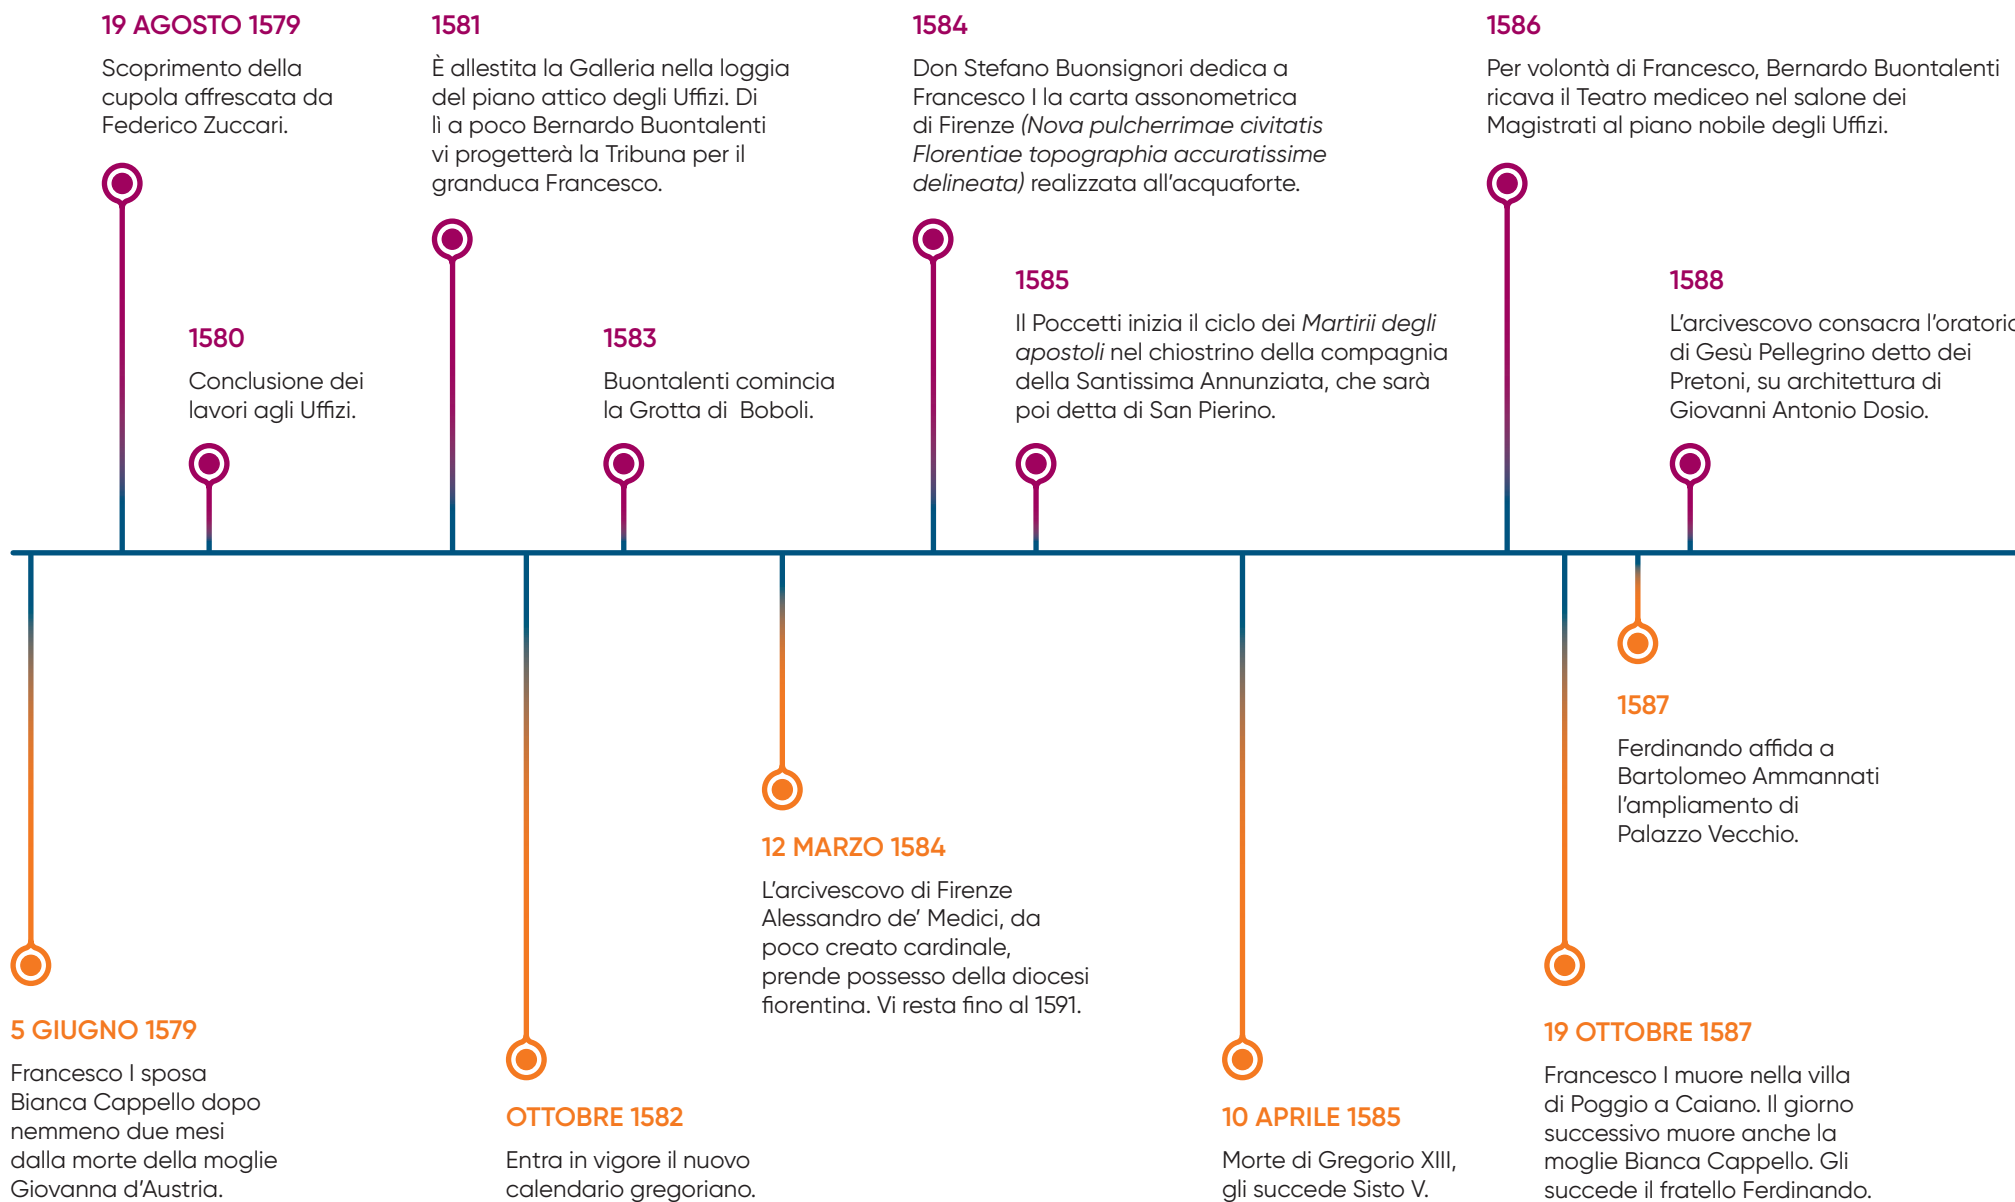 19 AGOSTO 1579
Scoprimento della
cupola affrescata da
Federico Zuccari.
1580
Conclusione dei
lavori agli Uffizi.
1581
È allestita la Galleria nella loggia
del piano attico degli Uffizi. Di
lì a poco Bernardo Buontalenti
vi progetterà la Tribuna per il
granduca Francesco.
1583
Buontalenti comincia
la Grotta di Boboli.
1584
Don Stefano Buonsignori dedica a
Francesco I la carta assonometrica
di Firenze (Nova pulcherrimae civitatis
Florentiae topographia accuratissime
delineata) realizzata all'acquaforte.
1585
Il Poccetti inizia il ciclo dei Martirii degli
apostoli nel chiostrino della compagnia
della Santissima Annunziata, che sarà
poi detta di San Pierino.
1586
Per volontà di Francesco, Bernardo Buontalenti
ricava il Teatro mediceo nel salone dei
Magistrati al piano nobile degli Uffizi.
1588
L'arcivescovo consacra l'oratorio
di Gesù Pellegrino detto dei
Pretoni, su architettura di
Giovanni Antonio Dosio.
5 GIUGNO 1579
Francesco I sposa
Bianca Cappello dopo
nemmeno due mesi
dalla morte della moglie
Giovanna d'Austria.
OTTOBRE 1582
Entra in vigore il nuovo
calendario gregoriano.
12 MARZO 1584
L'arcivescovo di Firenze
Alessandro de' Medici, da
poco creato cardinale,
prende possesso della diocesi
fiorentina. Vi resta fino al 1591.
10 APRILE 1585
Morte di Gregorio XIII,
gli succede Sisto V.
19 OTTOBRE 1587
Francesco I muore nella villa
di Poggio a Caiano. Il giorno
successivo muore anche la
moglie Bianca Cappello. Gli
succede il fratello Ferdinando.
1587
Ferdinando affida a
Bartolomeo Ammannati
l'ampliamento di
Palazzo Vecchio.